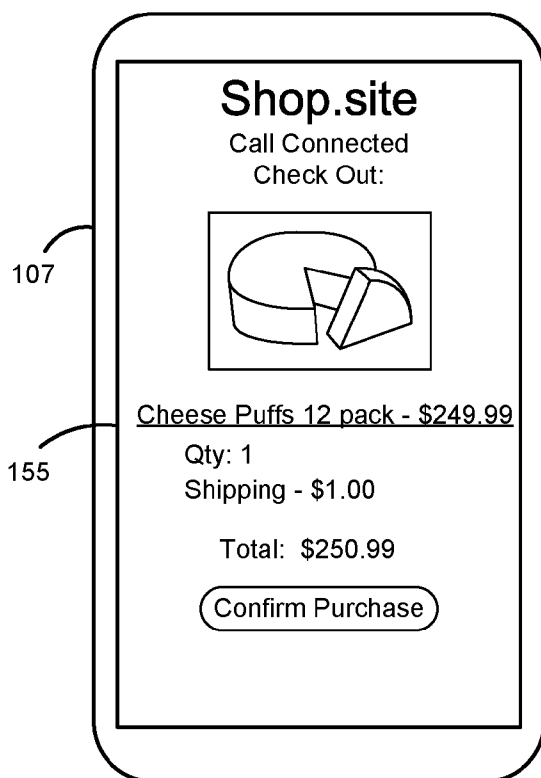 Shop.site
Call Connected
Check Out:
107
Cheese Puffs 12 pack - $249.99
155
Qty: 1
Shipping - $1.00
Total: $250.99
Confirm Purchase